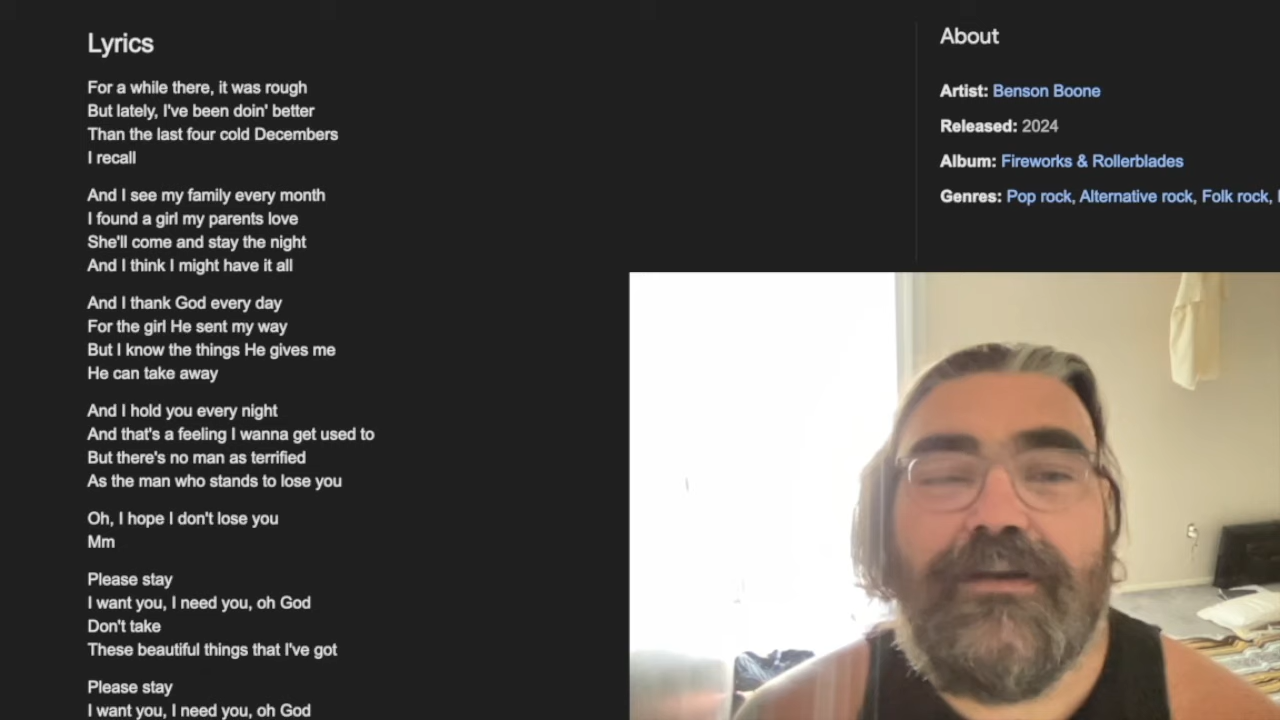 Lyrics
For a while there, it was rough
But lately, I've been doin' better
Than the last four cold Decembers
I recall
And I see my family every month
I found a girl my parents love
She'll come and stay the night
And I think I might have it all
And I thank God every day
For the girl He sent my way
But I know the things He gives me
He can take away
And I hold you every night
And that's a feeling I wanna get used to
But there's no man as terrified
As the man who stands to lose you
Oh, I hope I don't lose you
Mm
Please stay
I want you, I need you, oh God
Don't take
These beautiful things that I've got
Please stay
I want you, I need you, oh God
About
Artist: Benson Boone
Released: 2024
Album: Fireworks & Rollerblades
Genres: Pop rock, Alternative rock, Folk rock,